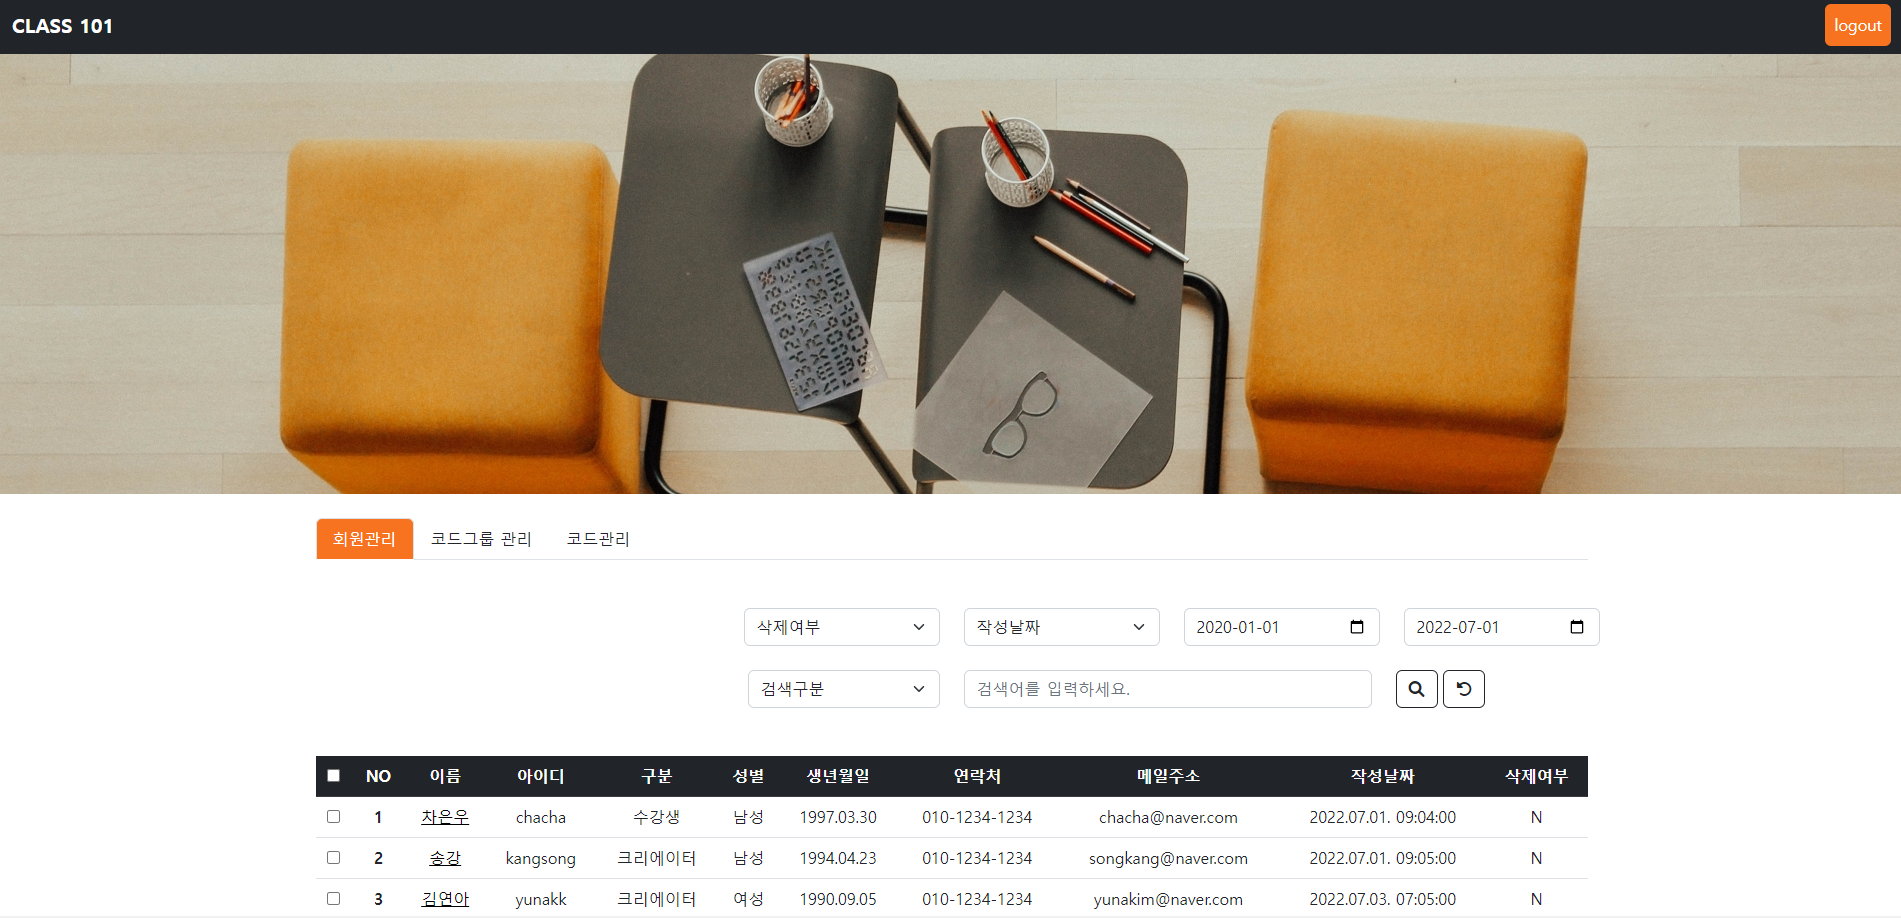 CLASS 101 logout
회원관리 코드그룹 관리 코드관리
삭제여부 작성날짜 2020-01-01 2022-07-01
검색구분 검색어를 입력하세요.
NO 이름 아이디 구분 성별 생년월일 연락처 메일주소 작성날짜 삭제여부
1 차은우 chacha 수강생 남성 1997.03.30 010-1234-1234 chacha@naver.com 2022.07.01. 09:04:00 N
2 송강 kangsong 크리에이터 남성 1994.04.23 010-1234-1234 songkang@naver.com 2022.07.01. 09:05:00 N
3 김연아 yunakk 크리에이터 여성 1990.09.05 010-1234-1234 yunakim@naver.com 2022.07.03. 07:05:00 N